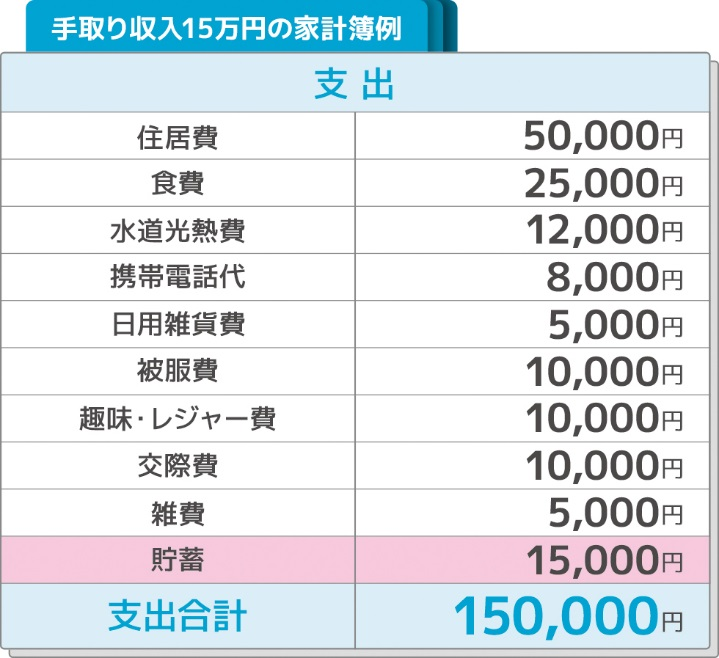 手取り収入15万円の家計簿例
支出
住居費 50,000円
食費 25,000円
水道光熱費 12,000円
携帯電話代 8,000円
日用雑貨費 5,000円
被服費 10,000円
趣味・レジャー費 10,000円
交際費 10,000円
雑費 5,000円
貯蓄 15,000円
支出合計 150,000円